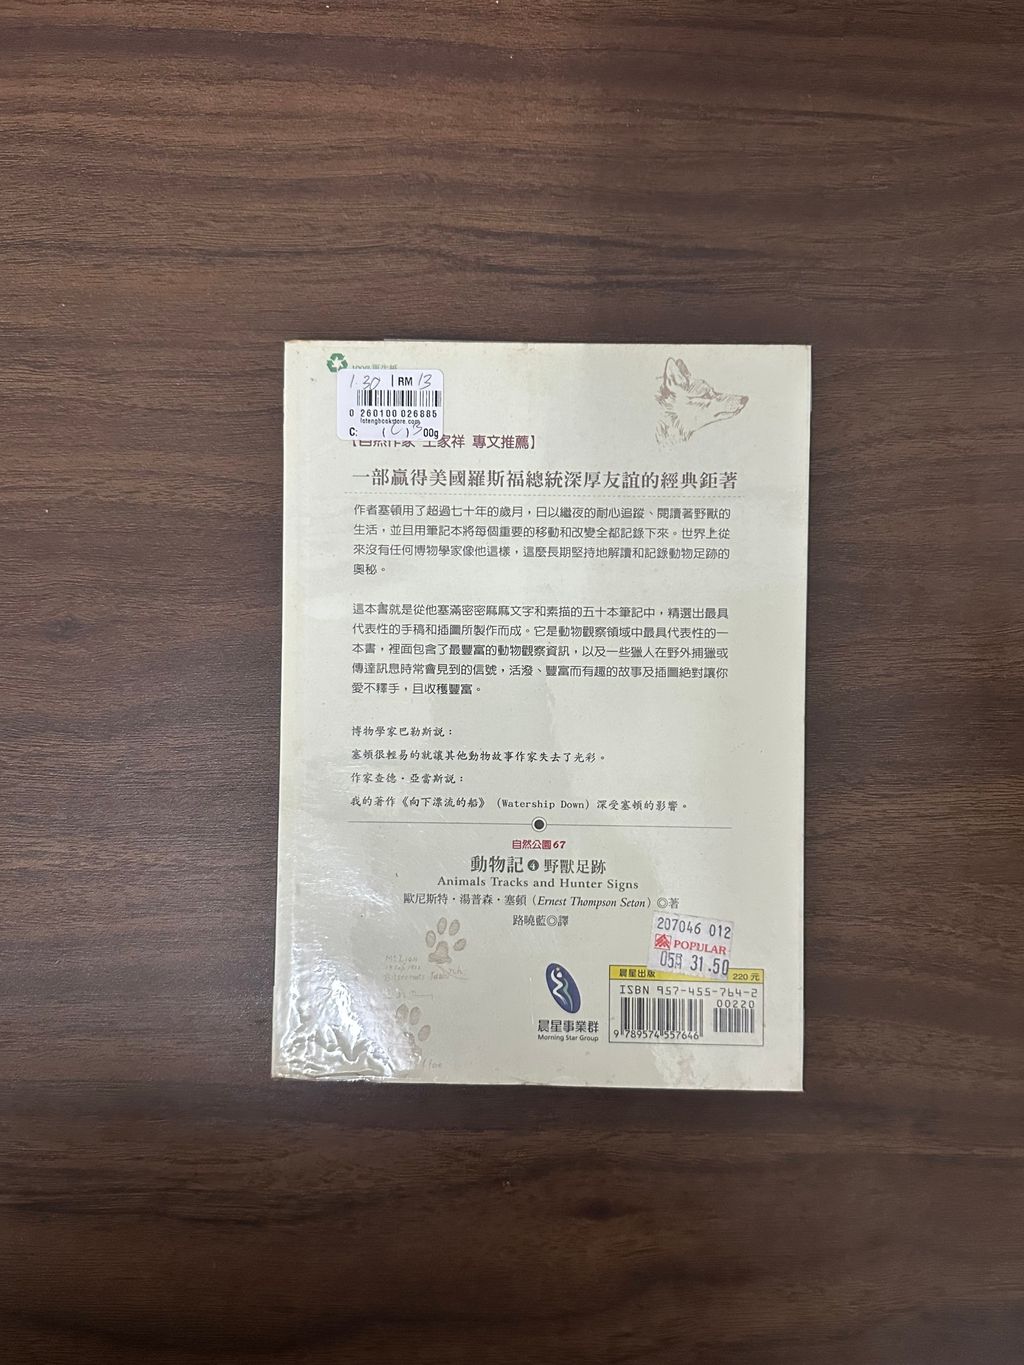 100%再生紙
1.30 | RM 13
0 260100 026885
C: 00g
【自然作家 王家祥 專文推薦】
一部贏得美國羅斯福總統深厚友誼的經典鉅著
作者塞頓用了超過七十年的歲月，日以繼夜的耐心追蹤、閱讀著野獸的
生活，並且用筆記本將每個重要的移動和改變全都記錄下來。世界上從
來沒有任何博物學家像他這樣，這麼長期堅持地解讀和記錄動物足跡的
奧秘。
這本書就是從他塞滿密密麻麻文字和素描的五十本筆記中，精選出最具
代表性的手稿和插圖所製作而成。它是動物觀察領域中最具代表性的一
本書，裡面包含了最豐富的動物觀察資訊，以及一些獵人在野外捕獵或
傳達訊息時常會見到的信號，活潑、豐富而有趣的故事及插圖絕對讓你
愛不釋手，且收穫豐富。
博物學家巴勒斯說：
塞頓很輕易的就讓其他動物故事作家失去了光彩。
作家查德·亞當斯說：
我的著作《向下漂流的船》（Watership Down）深受塞頓的影響。
自然公園67
動物記4野獸足跡
Animals Tracks and Hunter Signs
歐尼斯特·湯普森·塞頓（Ernest Thompson Seton）◎著
路曉藍◎譯
207046 012
POPULAR
05R 31.50
晨星出版 220元
ISBN 957-455-764-2
00220
9 789574 557646
晨星事業群
Morning Star Group